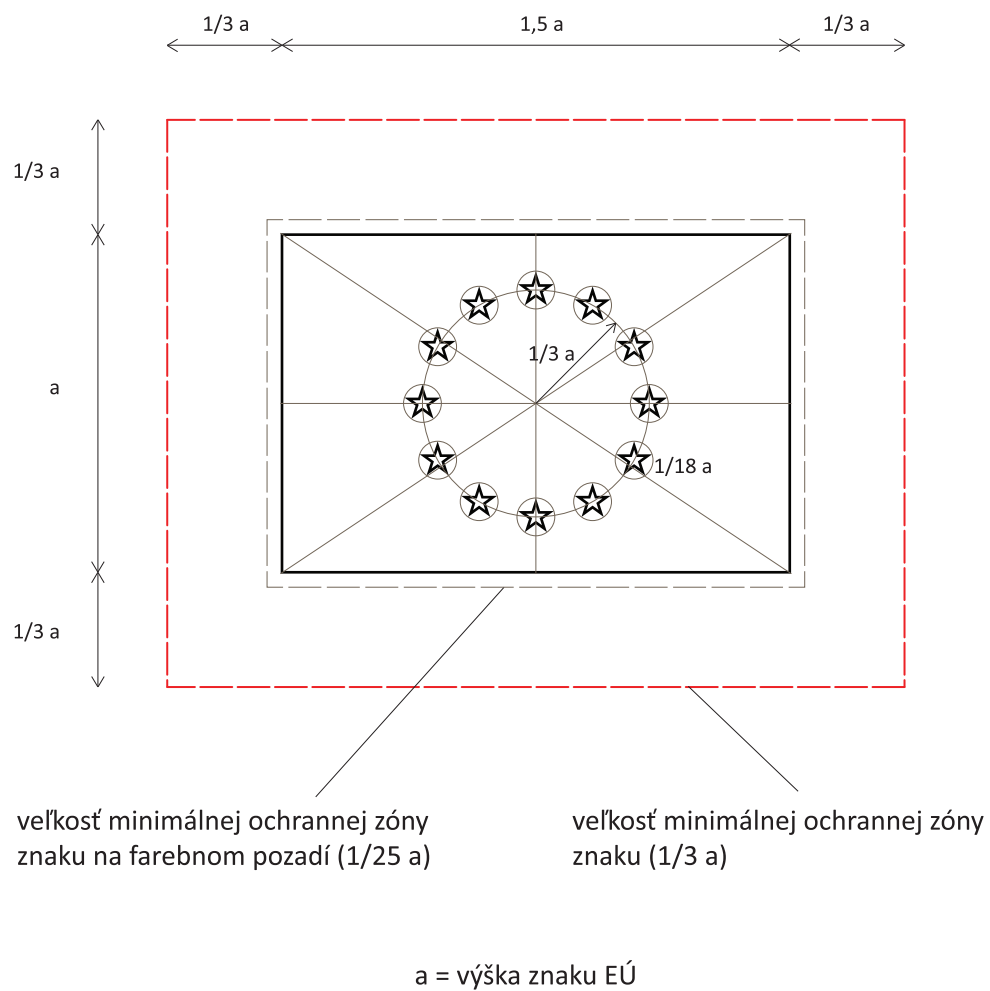 1/3 a
1,5 a
1/3 a
1/3 a
a
1/3 a
1/18 a
1/3 a
veľkosť minimálnej ochrannej zóny
znaku na farebnom pozadí (1/25 a)
veľkosť minimálnej ochrannej zóny
znaku (1/3 a)
a = výška znaku EÚ